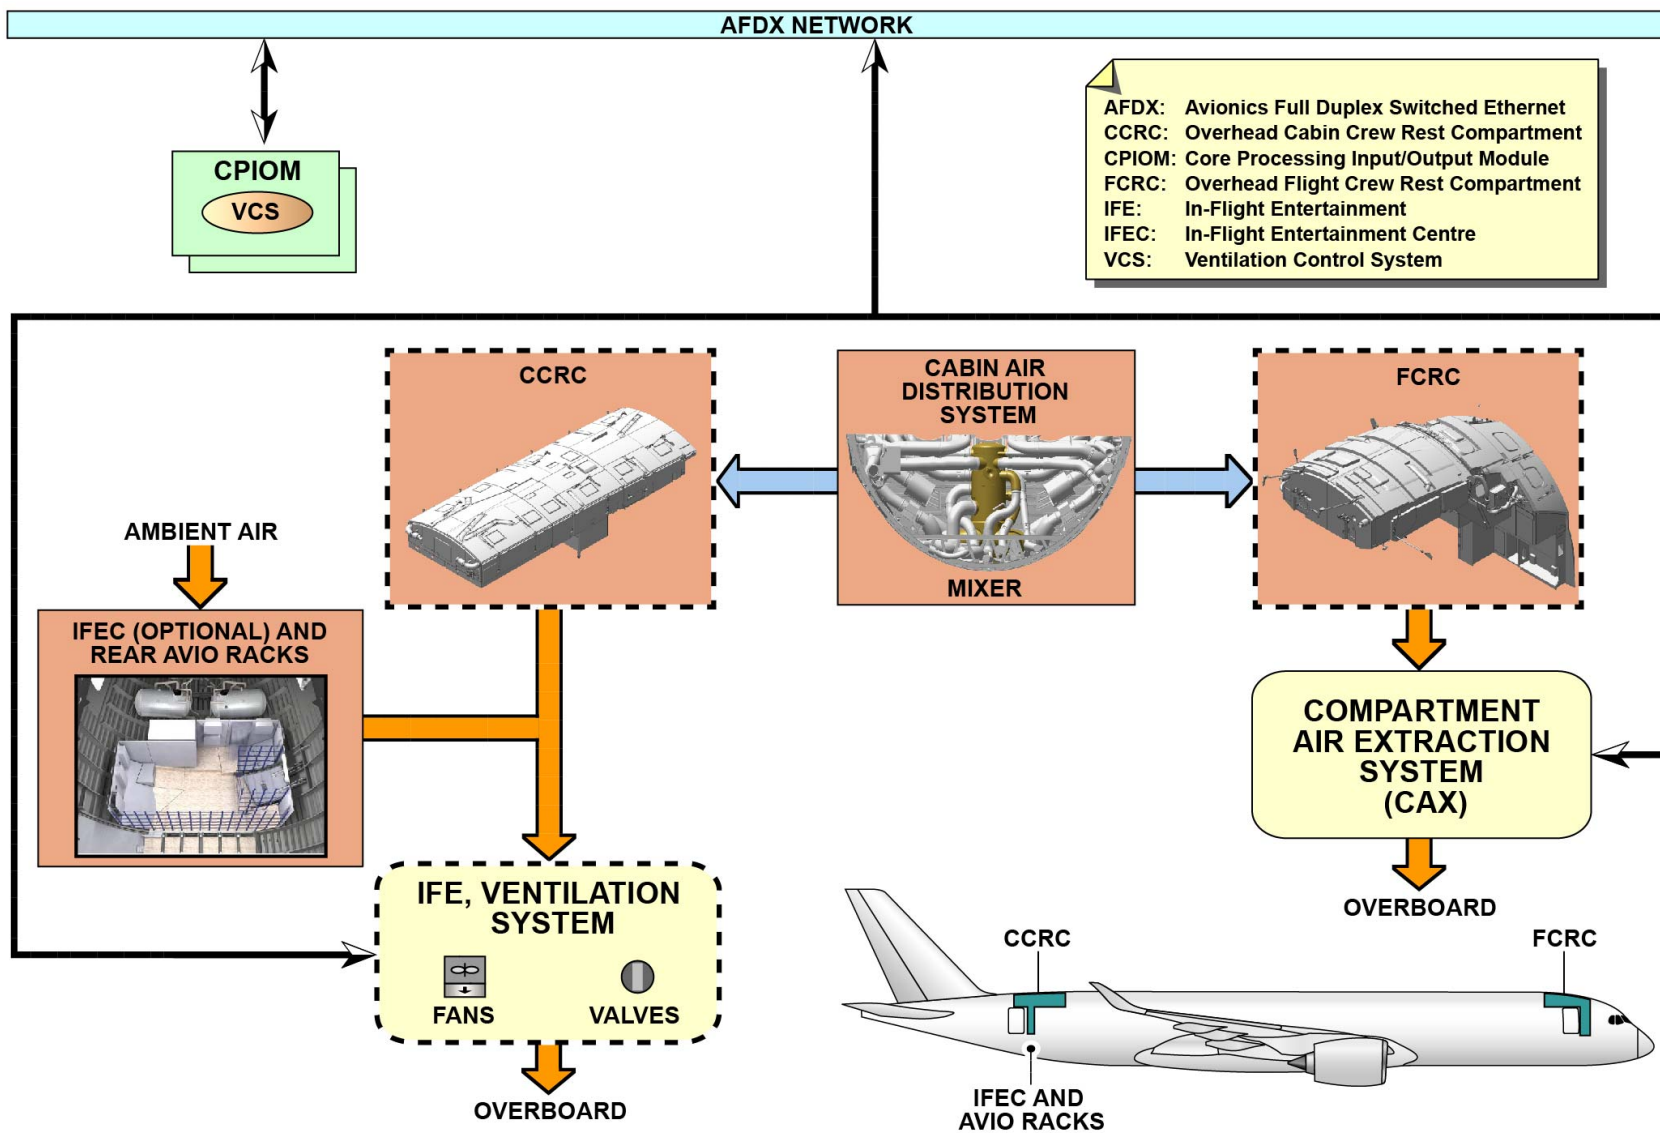 AFDX NETWORK
AFDX: Avionics Full Duplex Switched Ethernet
CCRC: Overhead Cabin Crew Rest Compartment
CPIOM: Core Processing Input/Output Module
FCRC: Overhead Flight Crew Rest Compartment
IFE: In-Flight Entertainment
IFEC: In-Flight Entertainment Centre
VCS: Ventilation Control System
CPIOM
VCS
CCRC
CABIN AIR
DISTRIBUTION
SYSTEM
MIXER
FCRC
AMBIENT AIR
IFEC (OPTIONAL) AND
REAR AVIO RACKS
COMPARTMENT
AIR EXTRACTION
SYSTEM
(CAX)
OVERBOARD
IFE, VENTILATION
SYSTEM
FANS
VALVES
OVERBOARD
CCRC
FCRC
IFEC AND
AVIO RACKS